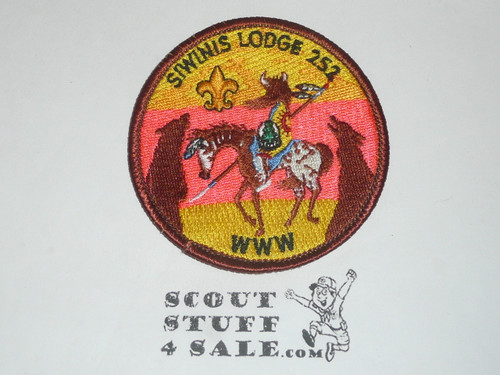 SIWINIS LODGE 252
WWW
SCOUT
STUFF
4 SALE.COM